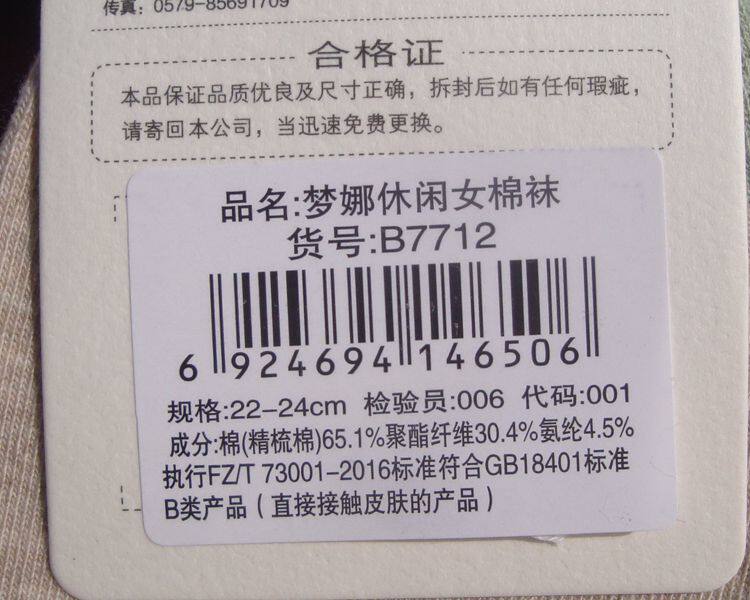 传真：0579-85691709
合格证
本品保证品质优良及尺寸正确，拆封后如有任何瑕疵，
请寄回本公司，当迅速免费更换。
品名:梦娜休闲女棉袜
货号:B7712
6 924694 146506
规格:22-24cm 检验员:006 代码:001
成分:棉(精梳棉)65.1%聚酯纤维30.4%氨纶4.5%
执行FZ/T 73001-2016标准符合GB18401标准
B类产品（直接接触皮肤的产品）